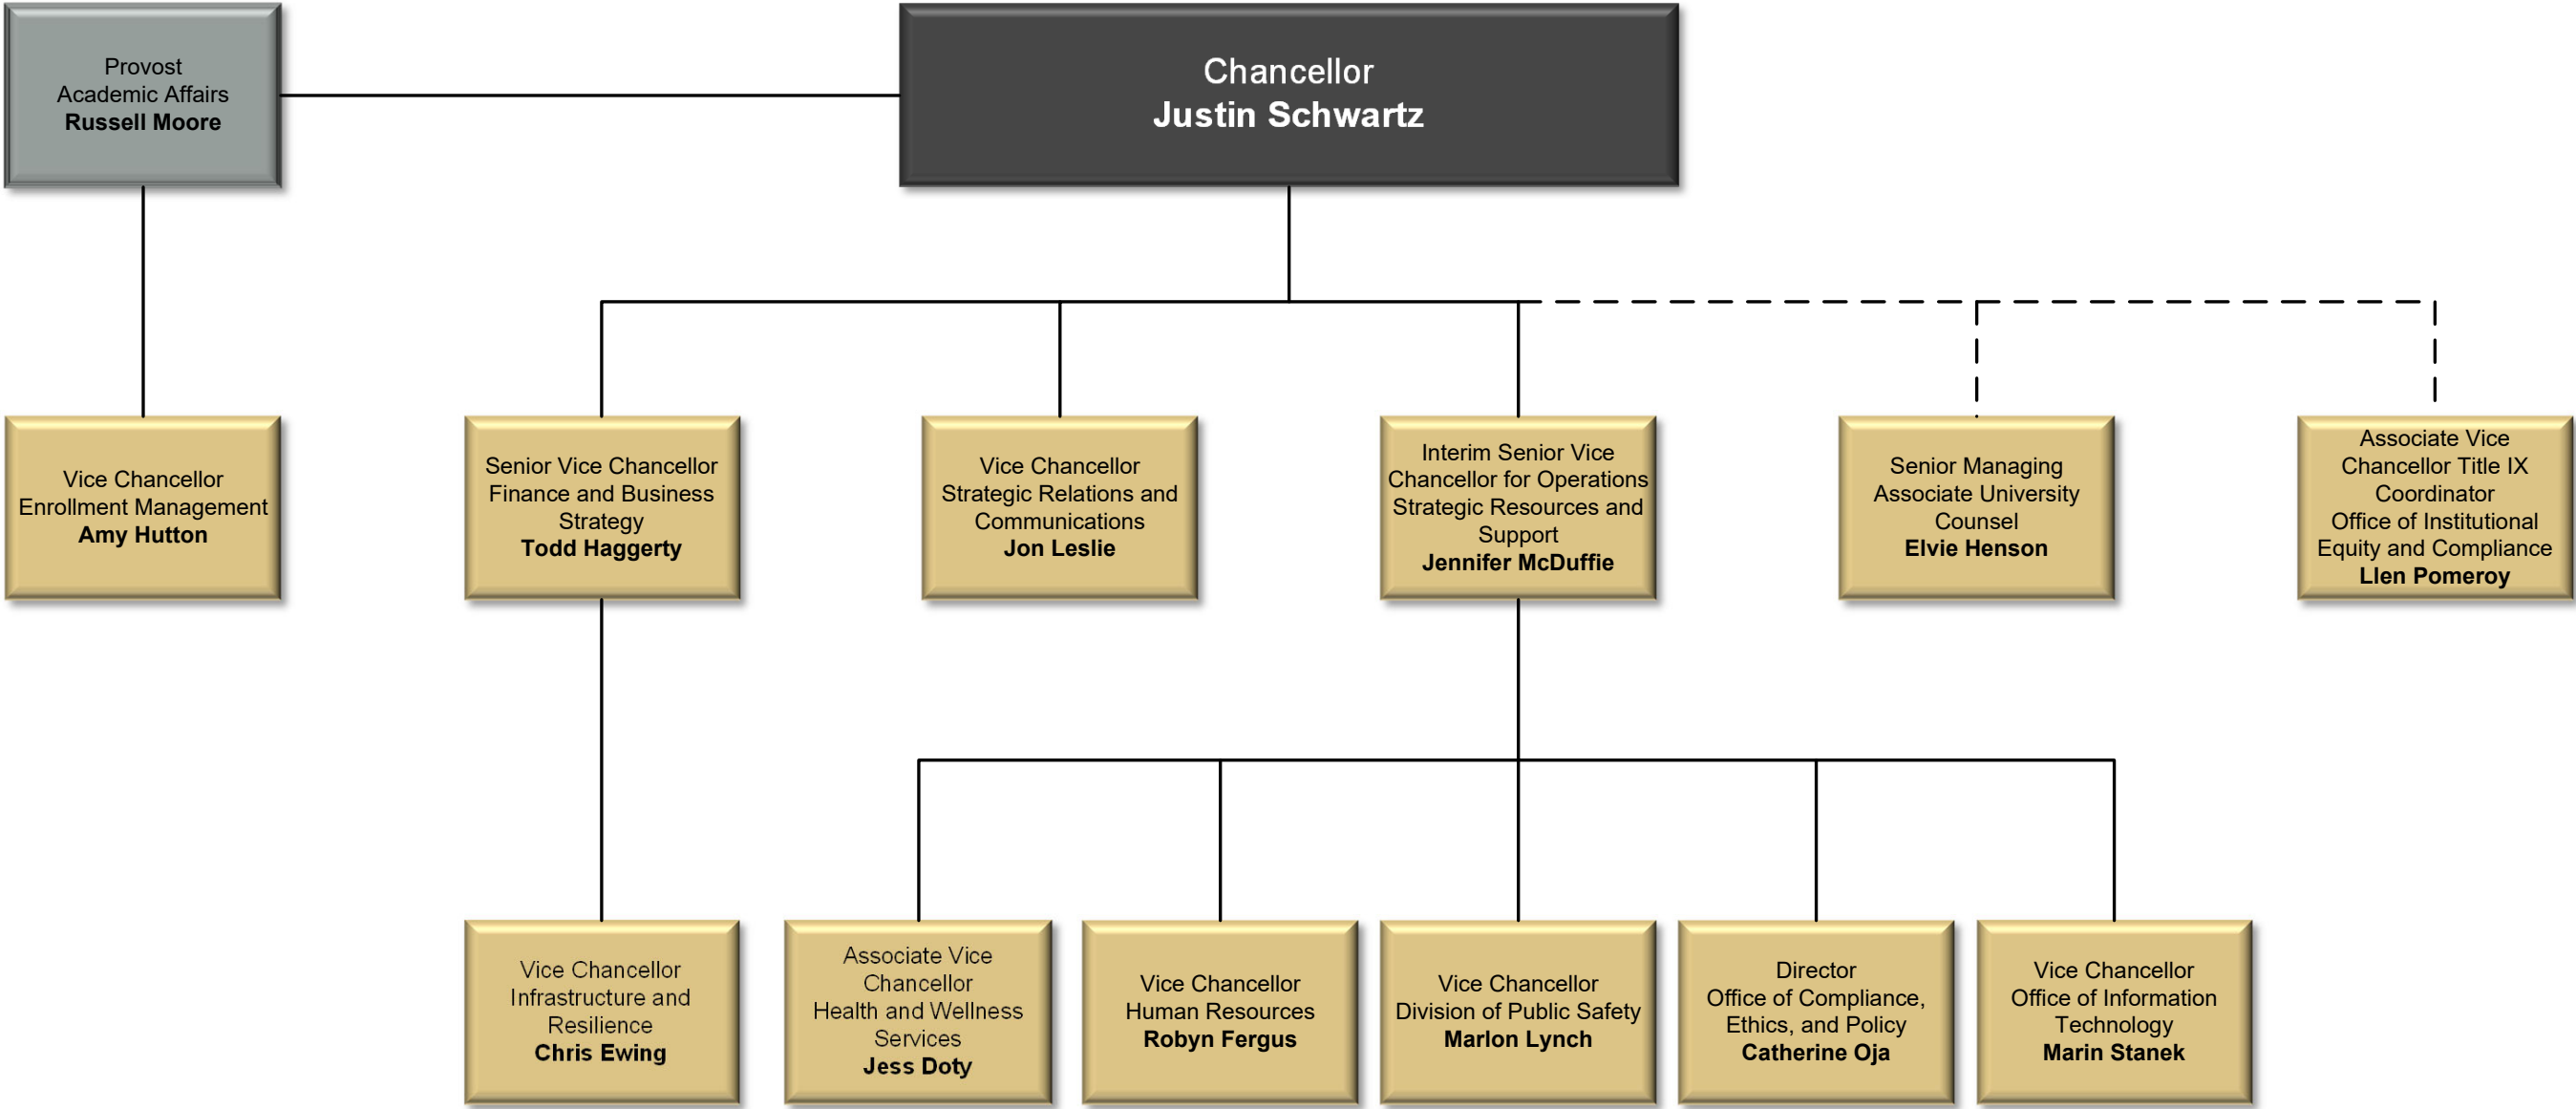 Provost
Academic Affairs
Russell Moore
Chancellor
Justin Schwartz
Vice Chancellor
Enrollment Management
Amy Hutton
Senior Vice Chancellor
Finance and Business
Strategy
Todd Haggerty
Vice Chancellor
Strategic Relations and
Communications
Jon Leslie
Interim Senior Vice
Chancellor for Operations
Strategic Resources and
Support
Jennifer McDuffie
Senior Managing
Associate University
Counsel
Elvie Henson
Associate Vice
Chancellor Title IX
Coordinator
Office of Institutional
Equity and Compliance
Llen Pomeroy
Vice Chancellor
Infrastructure and
Resilience
Chris Ewing
Associate Vice
Chancellor
Health and Wellness
Services
Jess Doty
Vice Chancellor
Human Resources
Robyn Fergus
Vice Chancellor
Division of Public Safety
Marlon Lynch
Director
Office of Compliance,
Ethics, and Policy
Catherine Oja
Vice Chancellor
Office of Information
Technology
Marin Stanek